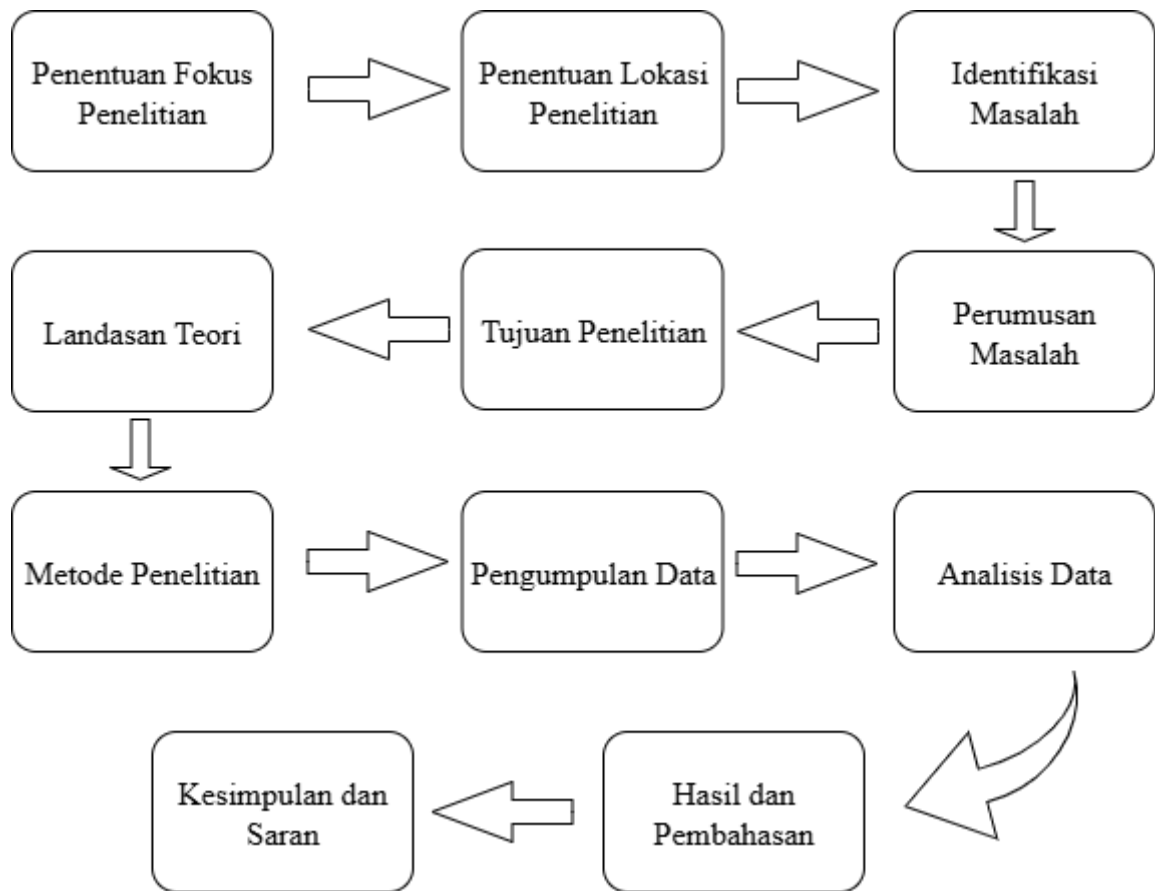 Penentuan Fokus
Penelitian
Penentuan Lokasi
Penelitian
Identifikasi
Masalah
Perumusan
Masalah
Tujuan Penelitian
Landasan Teori
Metode Penelitian
Pengumpulan Data
Analisis Data
Hasil dan
Pembahasan
Kesimpulan dan
Saran